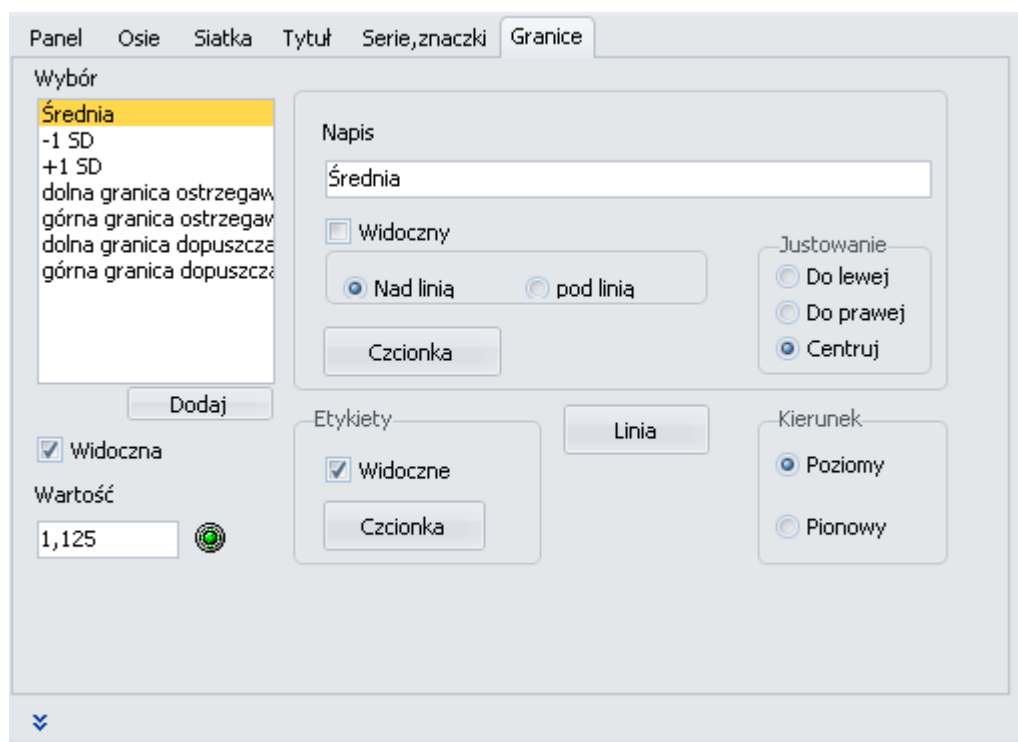 Panel Osie Siatka Tytuł Serie,znaczki Granice
Wybór
Średnia
-1 SD
+1 SD
dolna granica ostrzegaw
górna granica ostrzegaw
dolna granica dopuszcza
górna granica dopuszcza
Dodaj
Widoczna
Wartość
1,125
Napis
Średnia
Widoczny
Nad linią pod linią
Czcionka
Justowanie
Do lewej
Do prawej
Centruj
Etykiety
Widoczne
Czcionka
Linia
Kierunek
Poziomy
Pionowy